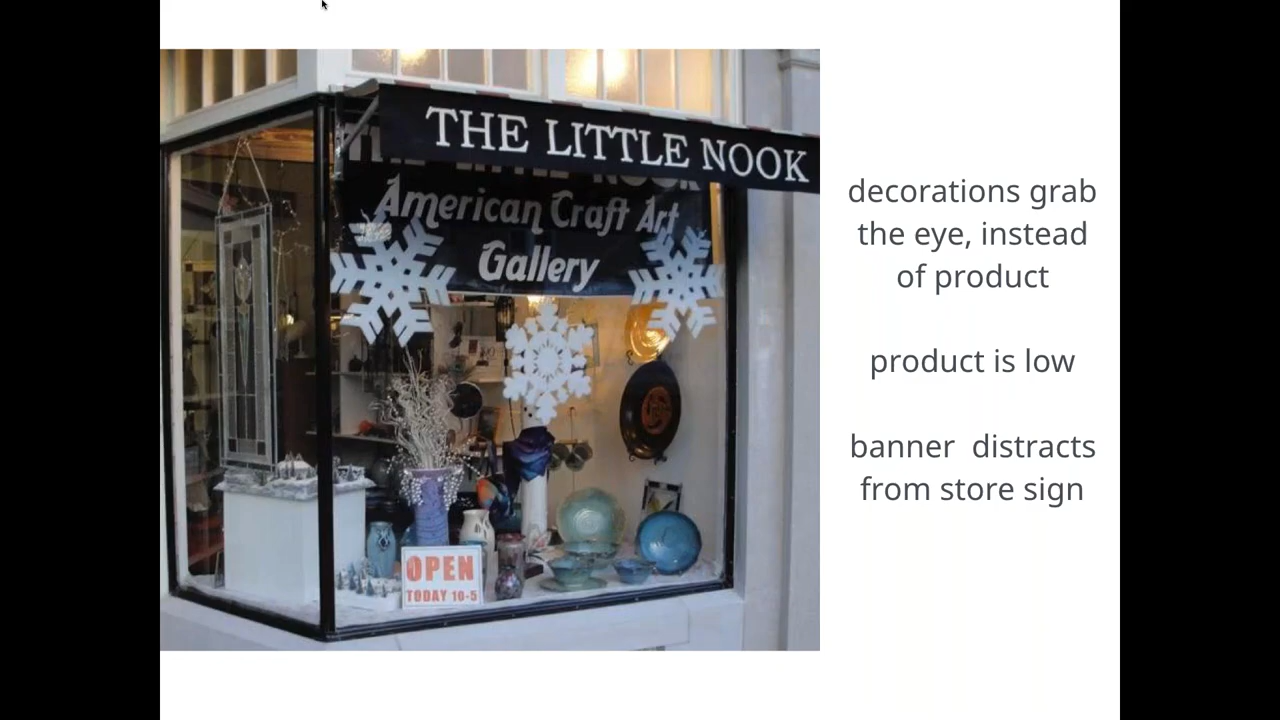 THE LITTLE NOOK
American Craft Art
Gallery
OPEN
TODAY 10-5
decorations grab
the eye, instead
of product
product is low
banner  distracts
from store sign